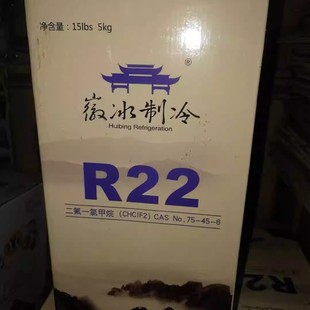 净含量：15lbs 5kg
®
徽冰制冷
Huibing Refrigeration
R22
二氟一氯甲烷 (CHClF2) CAS No.75-45-6
R22